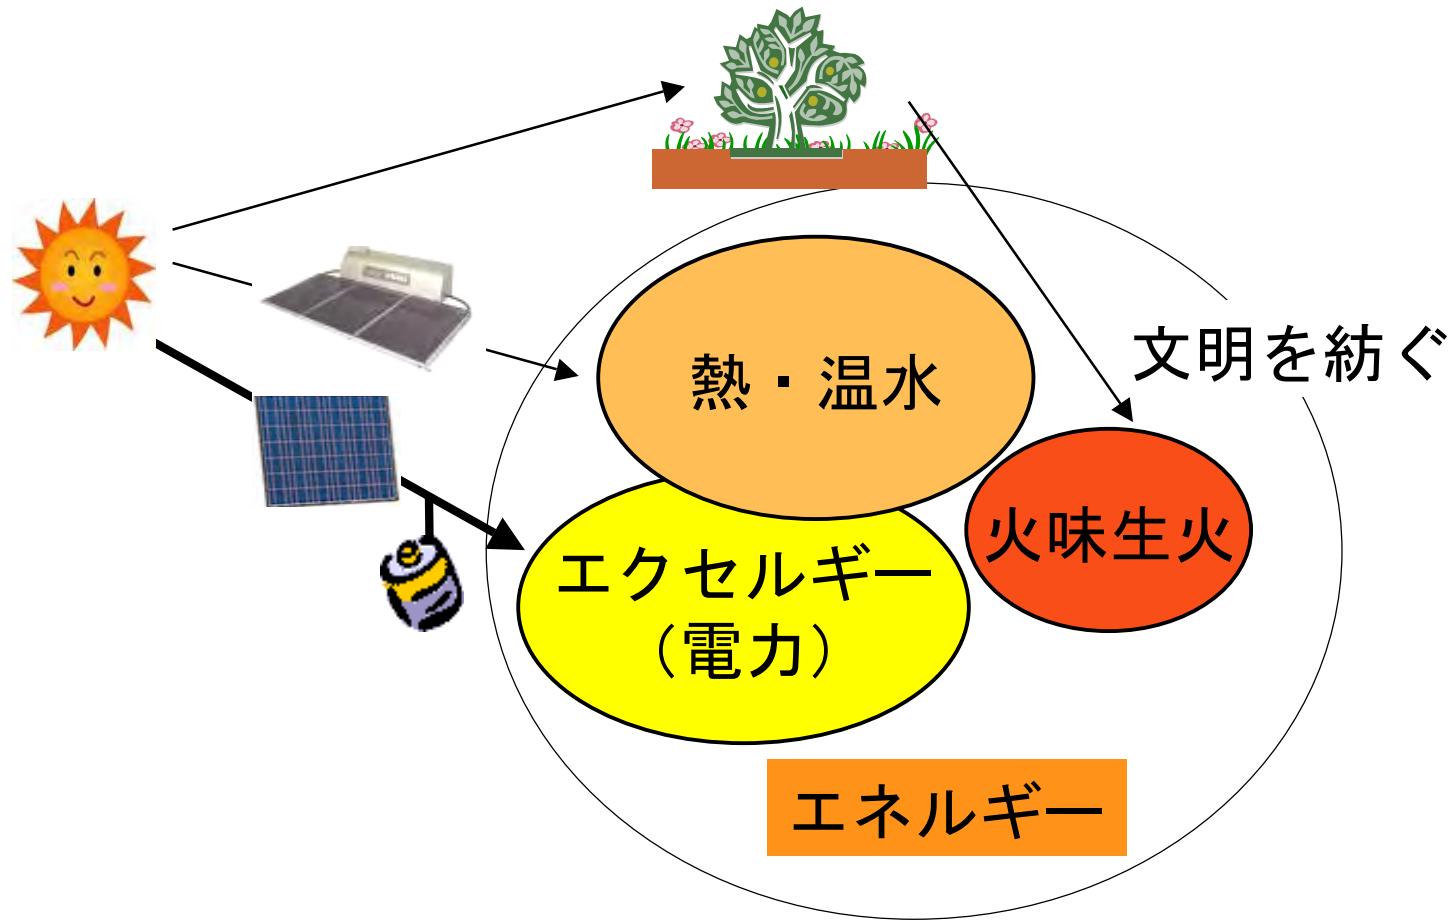 文明を紡ぐ
熱・温水
火味生火
エクセルギー
（電力）
エネルギー